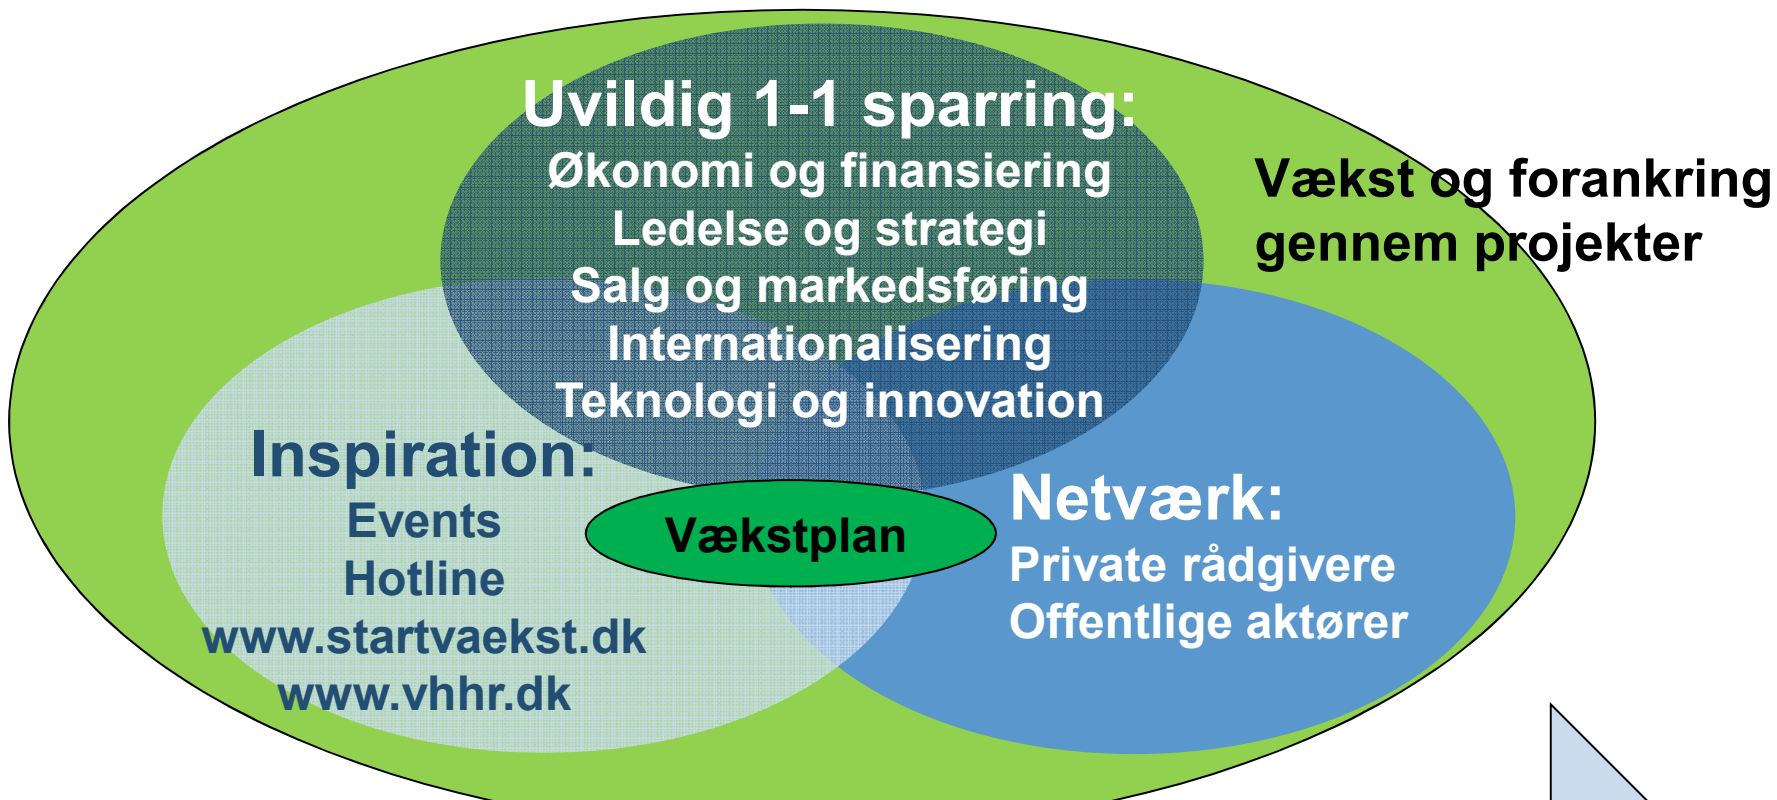 Uvildig 1-1 sparring:
Økonomi og finansiering
Ledelse og strategi
Salg og markedsføring
Internationalisering
Teknologi og innovation
Vækst og forankring
gennem projekter
Inspiration:
Events
Hotline
www.startvaekst.dk
www.vhhr.dk
Vækstplan
Netværk:
Private rådgivere
Offentlige aktører